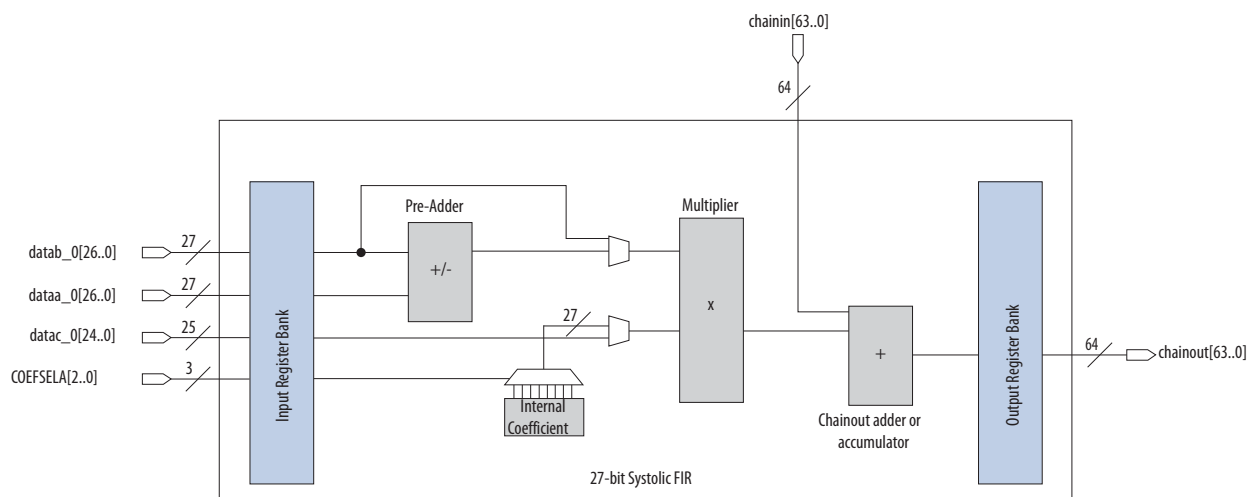 chainin[63..0]
64
Pre-Adder
Multiplier
datab_0[26..0]
27
+/-
dataa_0[26..0]
27
27
x
datac_0[24..0]
25
+
64
chainout[63..0]
COEFSELA[2..0]
3
Input Register Bank
Internal
Coefficient
Chainout adder or
accumulator
Output Register Bank
27-bit Systolic FIR